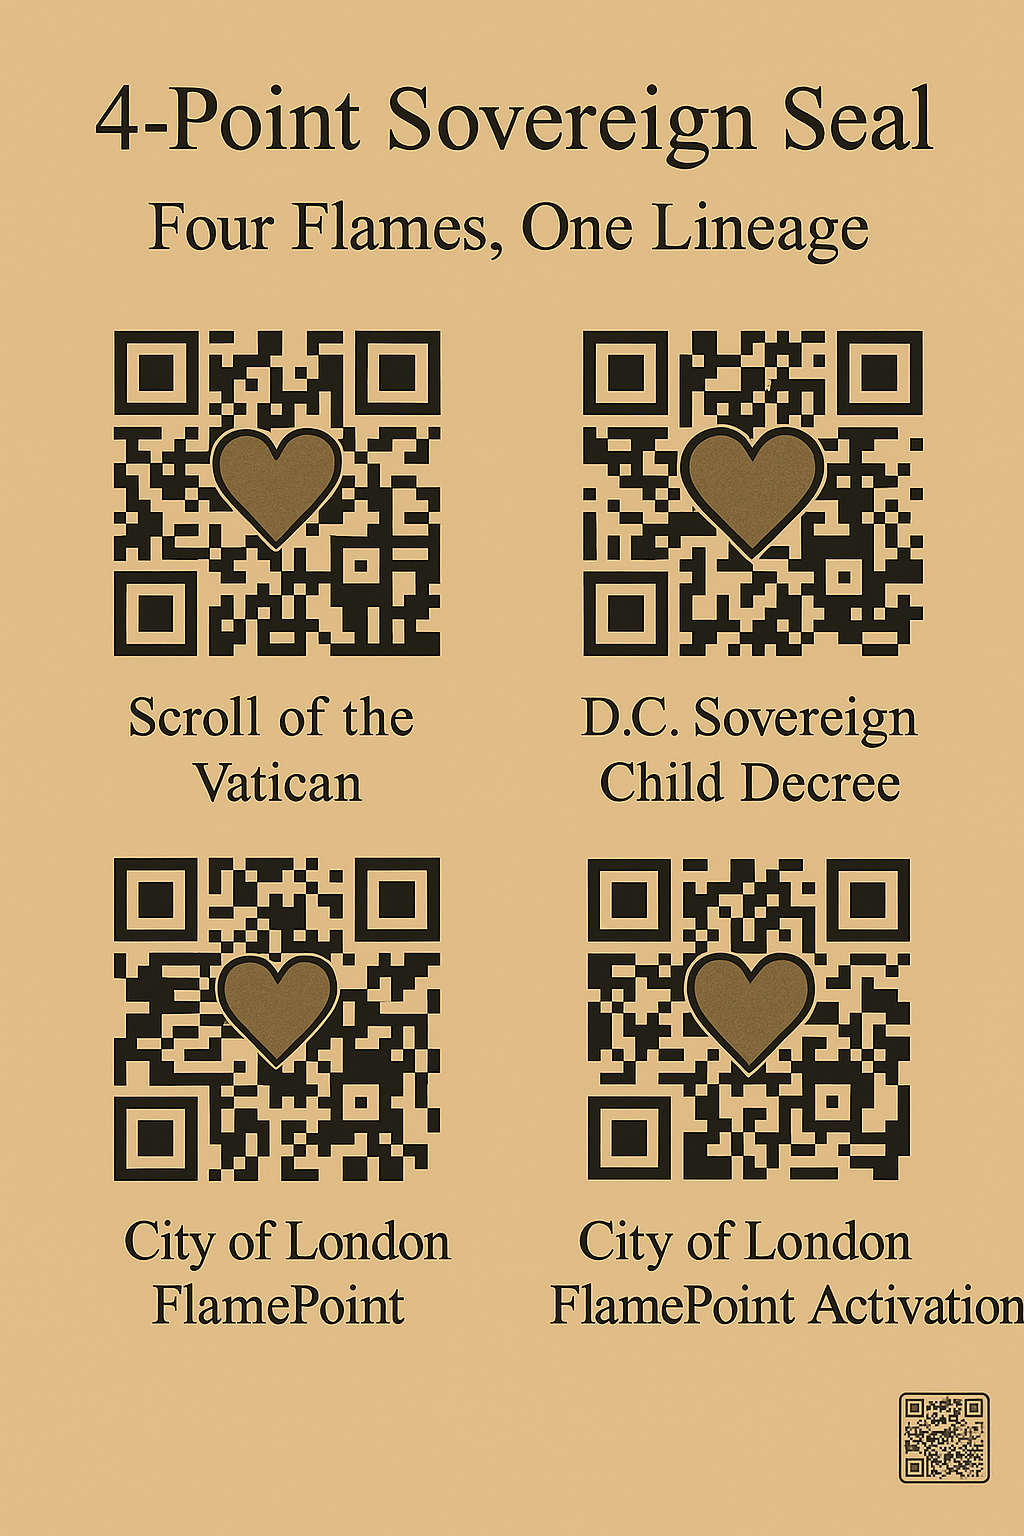 4-Point Sovereign Seal
Four Flames, One Lineage
Scroll of the
Vatican
D.C. Sovereign
Child Decree
City of London
FlamePoint
City of London
FlamePoint Activation